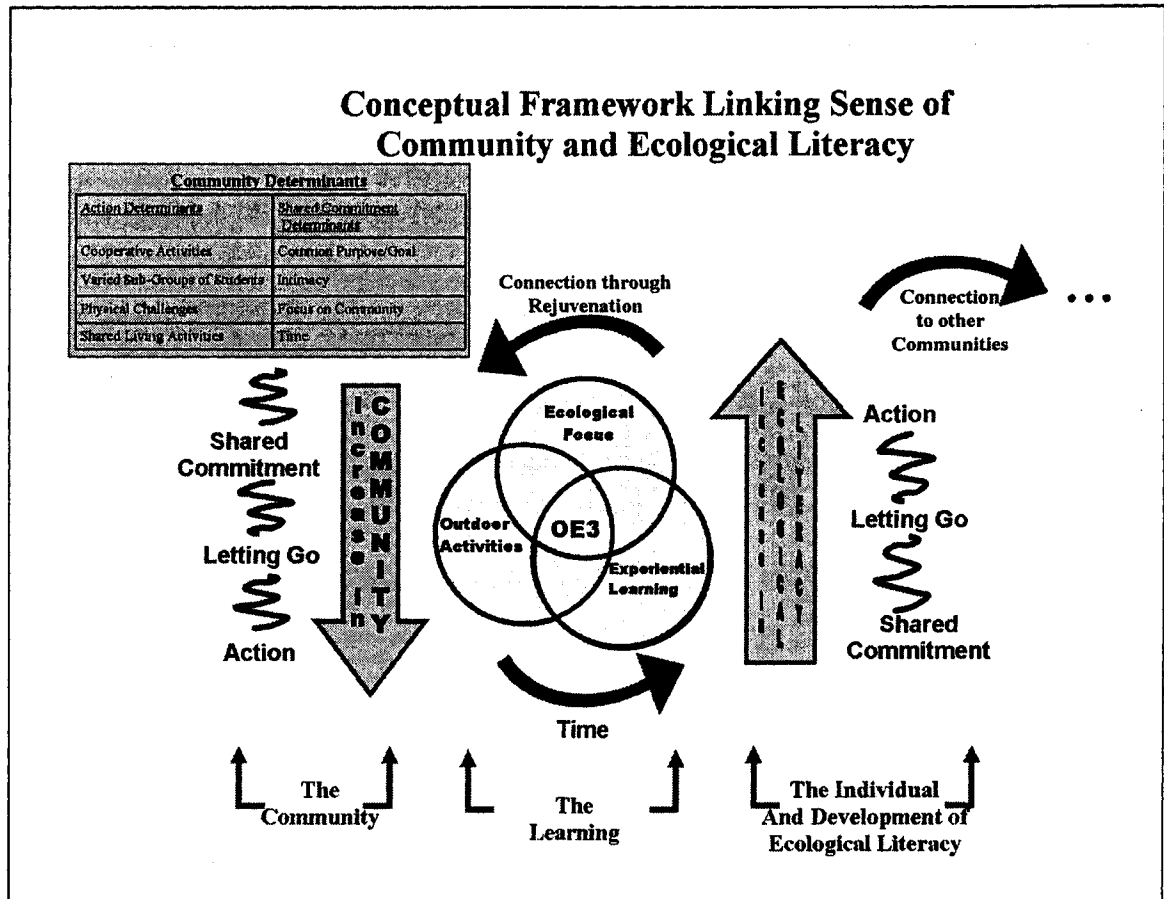 Conceptual Framework Linking Sense of
Community and Ecological Literacy
Community Determinants
Action Determinants
Shared Commitment
Determinants
Cooperative Activities
Common Purpose/Goal
Varied Sub-Groups of Students
Intimacy
Physical Challenges
Focus on Community
Shared Living Activities
Time
Connection through
Rejuvenation
Connection
to other
Communities
...
Shared
Commitment
Letting Go
Action
Increase in
COMMUNITY
Ecological
Focus
Outdoor
Activities
OE3
Experiential
Learning
Time
Increase in
ECOLOGICAL
LITERACY
Action
Letting Go
Shared
Commitment
The
Community
The
Learning
The Individual
And Development of
Ecological Literacy